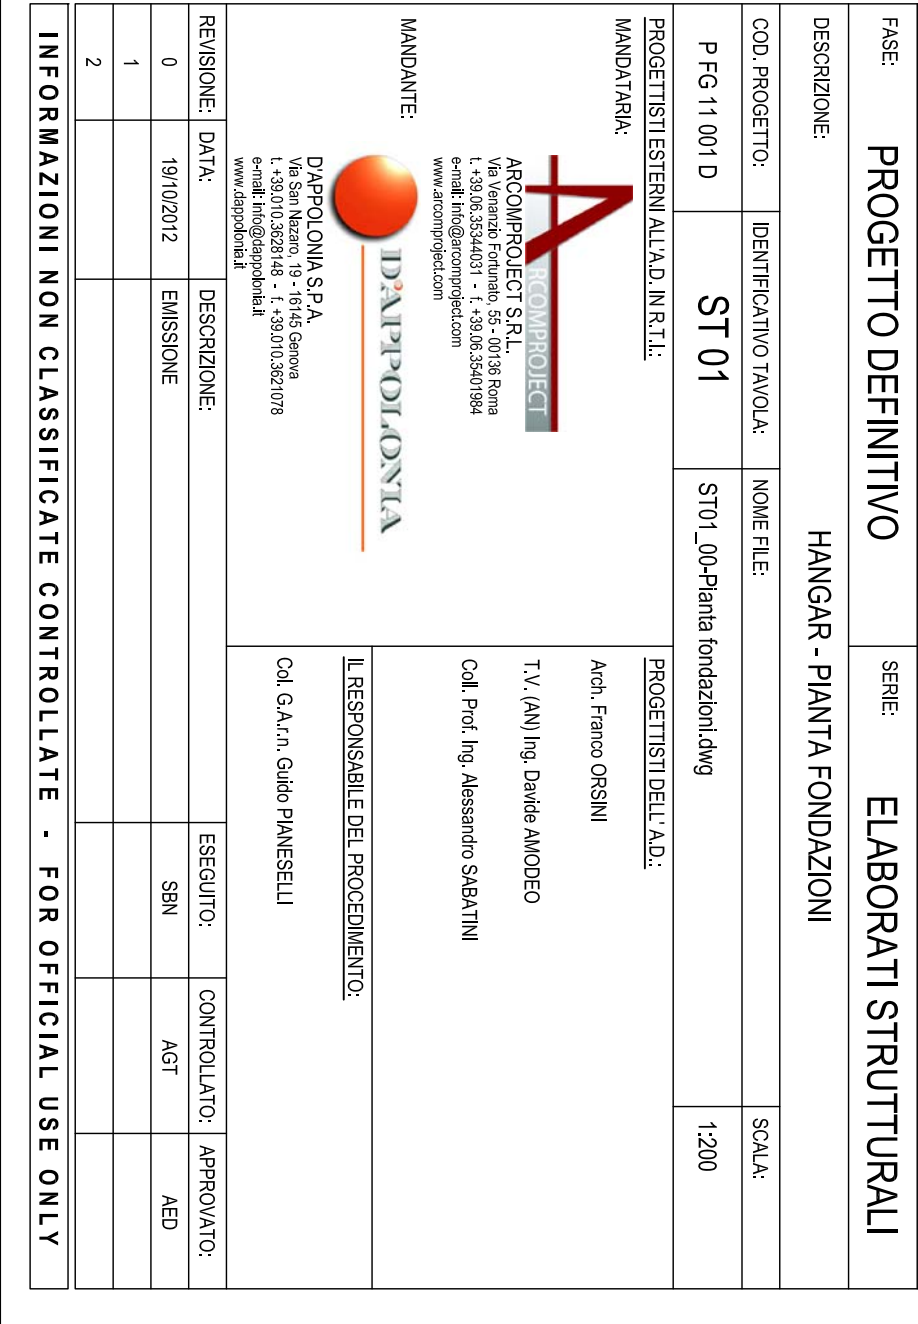 FASE:
PROGETTO DEFINITIVO
SERIE:
ELABORATI STRUTTURALI
DESCRIZIONE:
HANGAR - PIANTA FONDAZIONI
COD. PROGETTO:
P FG 11 001 D
IDENTIFICATIVO TAVOLA:
ST 01
NOME FILE:
ST01_00-Pianta fondazioni.dwg
SCALA:
1:200
PROGETTISTI ESTERNI ALL'A.D. IN R.T.I.:
MANDATARIA:
ARCOMPROJECT
ARCOMPROJECT S.R.L.
Via Venanzio Fortunato, 55 - 00136 Roma
t. +39.06.35344031 - f. +39.06.35401984
e-mail: info@arcomproject.com
www.arcomproject.com
MANDANTE:
D'APPOLONIA
D'APPOLONIA S.P.A.
Via San Nazaro, 19 - 16145 Genova
t. +39.010.3628148 - f. +39.010.3621078
e-mail: info@dappolonia.it
www.dappolonia.it
PROGETTISTI DELL' A.D.:
Arch. Franco ORSINI
T.V. (AN) Ing. Davide AMODEO
Coll. Prof. Ing. Alessandro SABATINI
IL RESPONSABILE DEL PROCEDIMENTO:
Col. G.A.r.n. Guido PIANESELLI
REVISIONE: DATA: DESCRIZIONE: ESEGUITO: CONTROLLATO: APPROVATO:
0 19/10/2012 EMISSIONE SBN AGT AED
1
2
INFORMAZIONI NON CLASSIFICATE CONTROLLATE - FOR OFFICIAL USE ONLY